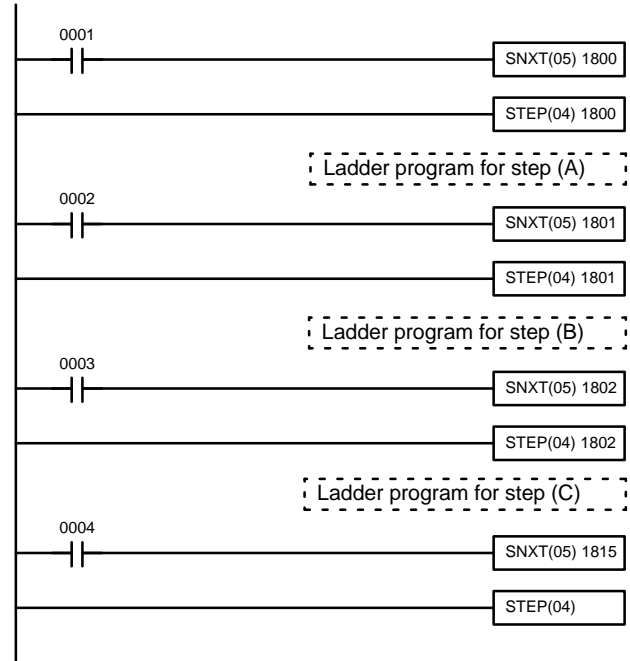 0001
SNXT(05) 1800
STEP(04) 1800
Ladder program for step (A)
0002
SNXT(05) 1801
STEP(04) 1801
Ladder program for step (B)
0003
SNXT(05) 1802
STEP(04) 1802
Ladder program for step (C)
0004
SNXT(05) 1815
STEP(04)